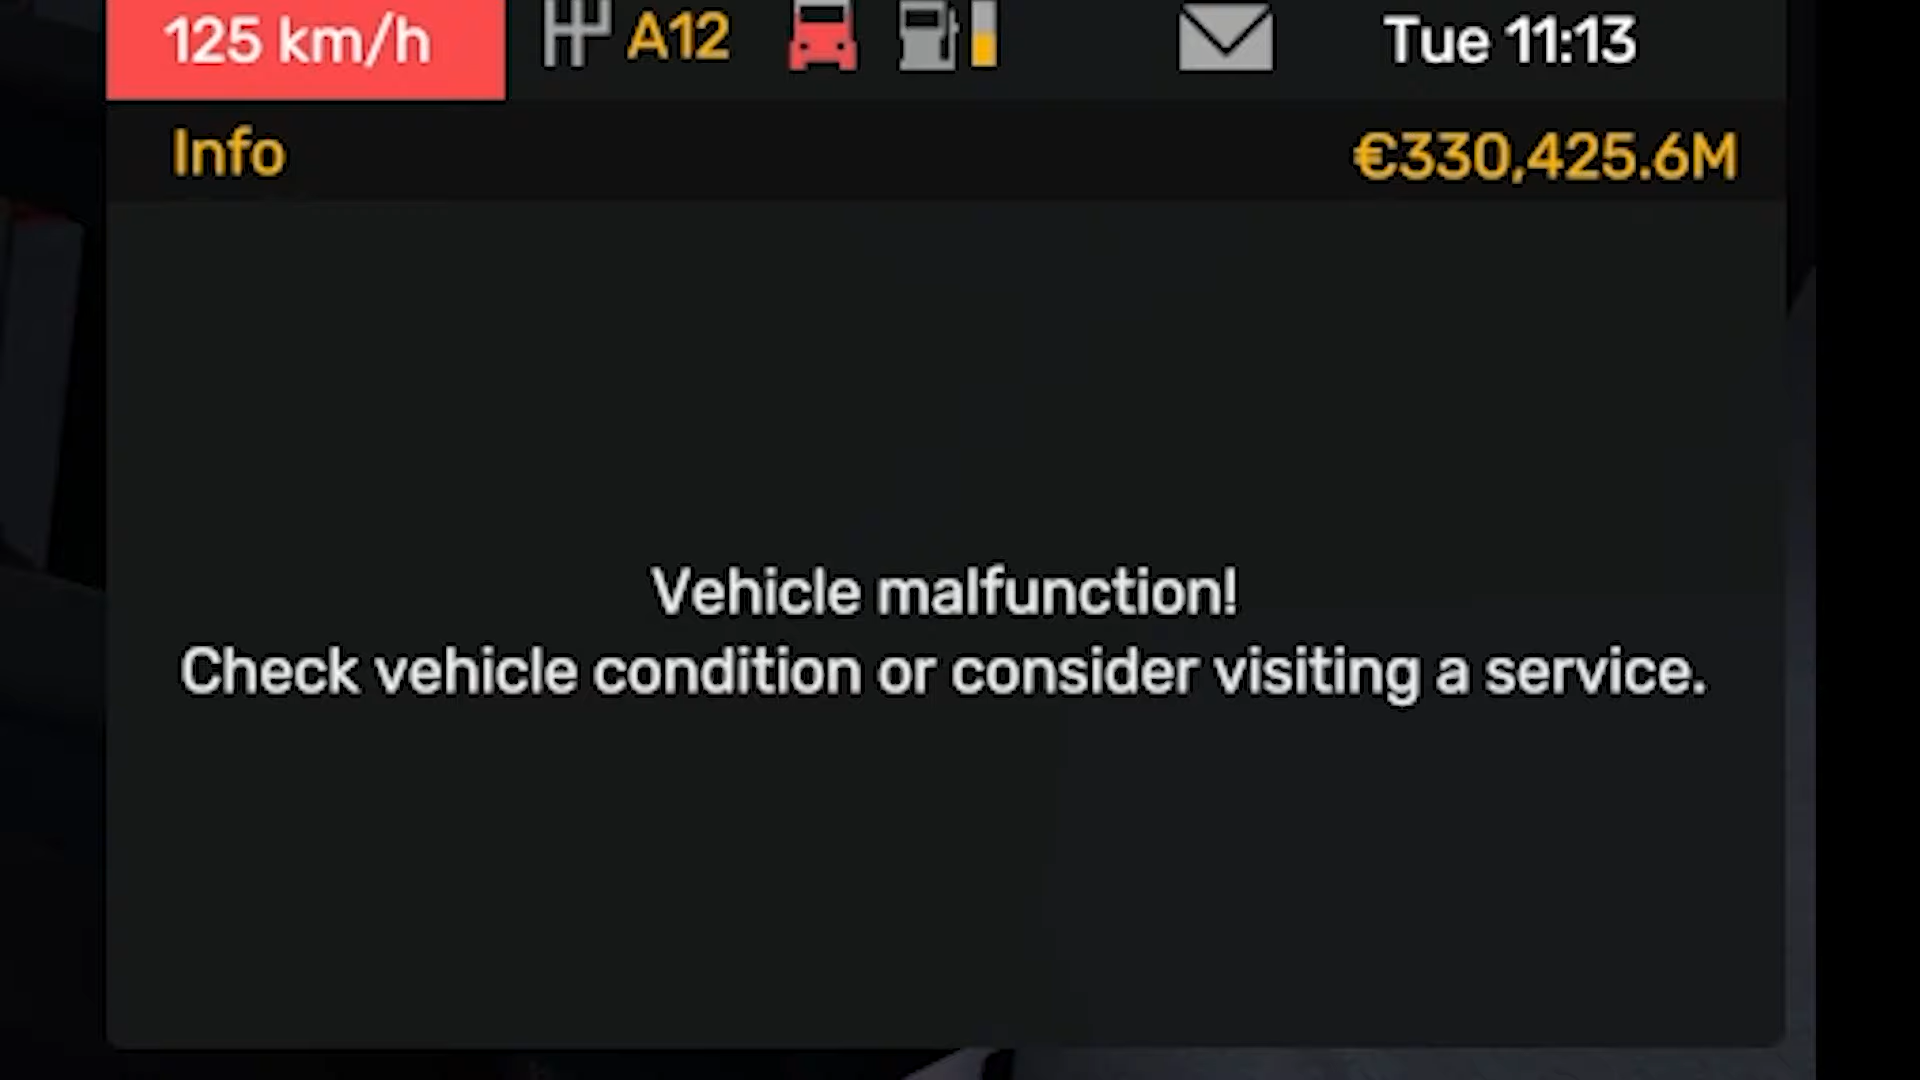 125 km/h A12 Tue 11:13
Info €330,425.6M
Vehicle malfunction!
Check vehicle condition or consider visiting a service.